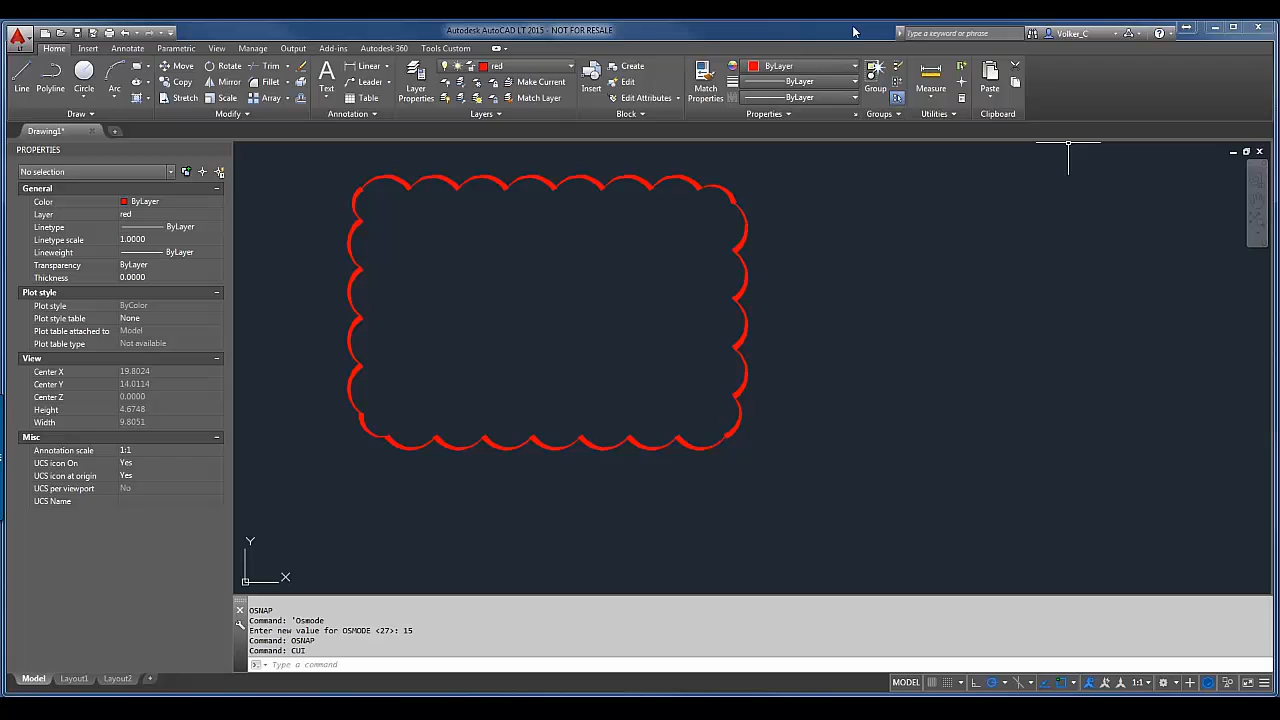 Autodesk AutoCAD LT 2015 - NOT FOR RESALE
Type a keyword or phrase
Volker_C
LT
Home Insert Annotate Parametric View Manage Output Add-ins Autodesk 360 Tools Custom
Line Polyline Circle Arc
Move Rotate Trim
Copy Mirror Fillet
Stretch Scale Array
Text
Linear
Leader
Table
Layer
Properties
red
Make Current
Match Layer
Insert
Create
Edit
Edit Attributes
Match
Properties
ByLayer
ByLayer
ByLayer
Group
Measure
Paste
Draw Modify Annotation Layers Block Properties Groups Utilities Clipboard
Drawing1*
PROPERTIES
No selection
General
Color ByLayer
Layer red
Linetype ByLayer
Linetype scale 1.0000
Lineweight ByLayer
Transparency ByLayer
Thickness 0.0000
Plot style
Plot style ByColor
Plot style table None
Plot table attached to Model
Plot table type Not available
View
Center X 19.8024
Center Y 14.0114
Center Z 0.0000
Height 4.6748
Width 9.8051
Misc
Annotation scale 1:1
UCS icon On Yes
UCS icon at origin Yes
UCS per viewport No
UCS Name
Y
X
OSNAP
Command: 'Osmode
Enter new value for OSMODE <27>: 15
Command: OSNAP
Command: CUI
Type a command
Model Layout1 Layout2 +
MODEL 1:1